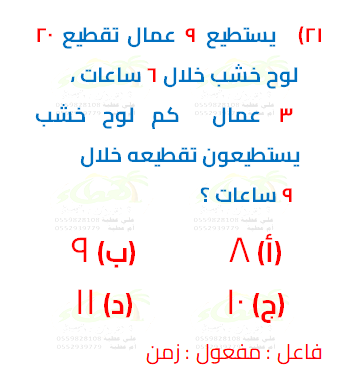 ٢١) يستطيع ٩ عمال تقطيع ٢٠
لوح خشب خلال ٦ ساعات ،
٣ عمال كم لوح خشب
يستطيعون تقطيعه خلال
٩ ساعات ؟
(أ) ٨ (ب) ٩
(ج) ١٠ (د) ١١
فاعل : مفعول : زمن